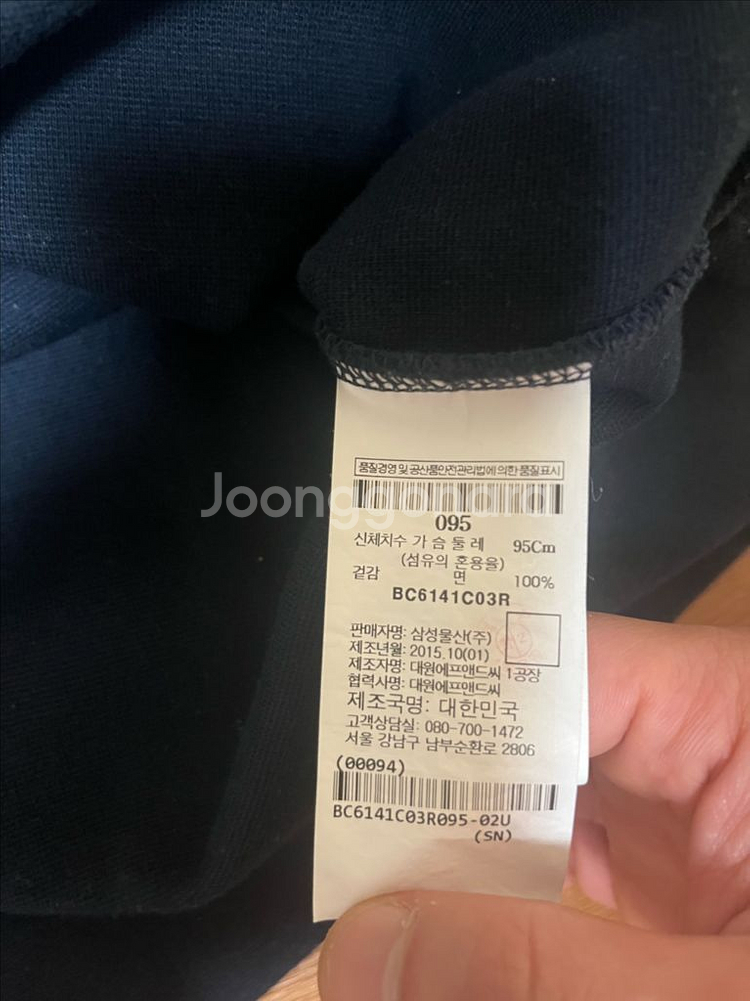 품질경영 및 공산품안전관리법에 의한 품질표시
Joonggonara
095
신체치수 가 슴 둘 레 95Cm
(섬유의 혼용율)
겉감 면 100%
BC6141C03R
판매자명: 삼성물산(주)
제조년월: 2015.10(01)
제조자명: 대원에프앤드씨 1공장
협력사명: 대원에프앤드씨
제조국명: 대한민국
고객상담실: 080-700-1472
서울 강남구 남부순환로 2806
(00094)
BC6141C03R095-02U
(SN)